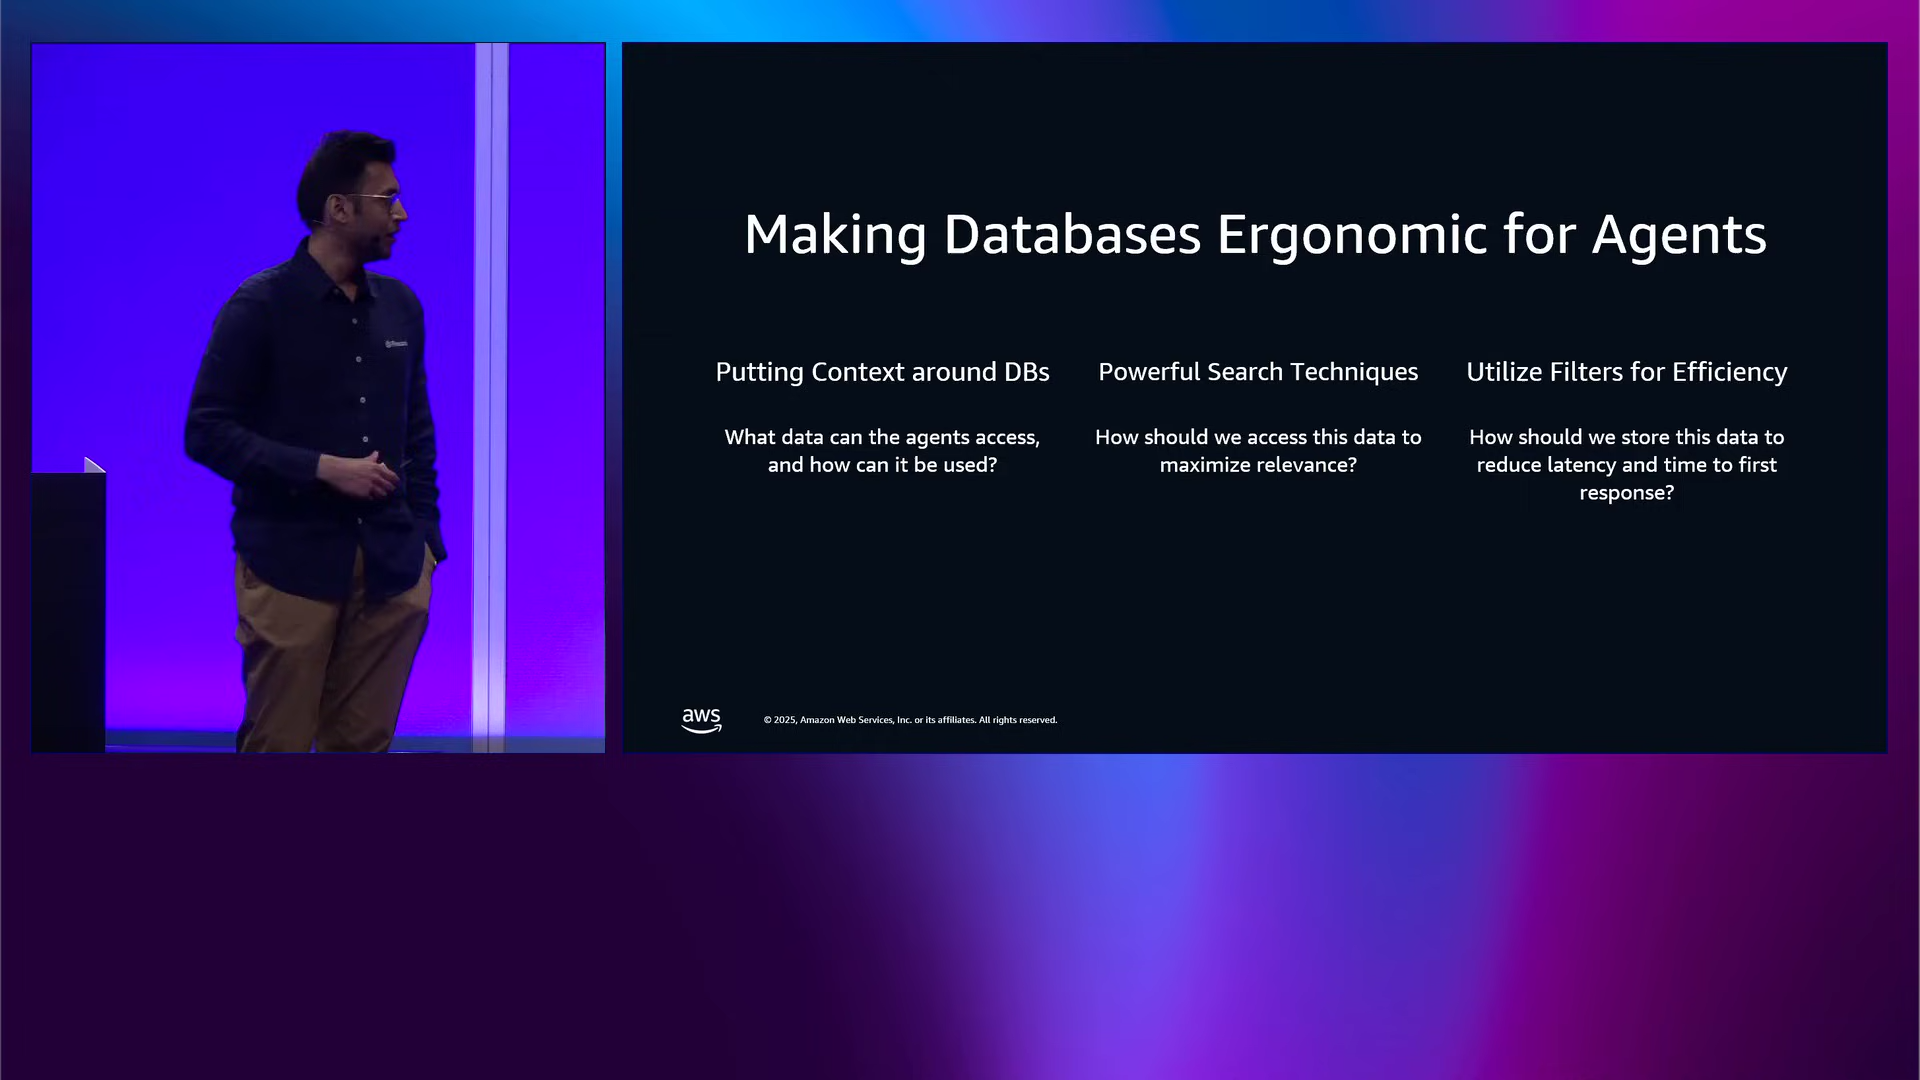 Making Databases Ergonomic for Agents
Putting Context around DBs
What data can the agents access,
and how can it be used?
Powerful Search Techniques
How should we access this data to
maximize relevance?
Utilize Filters for Efficiency
How should we store this data to
reduce latency and time to first
response?
aws
© 2025, Amazon Web Services, Inc. or its affiliates. All rights reserved.